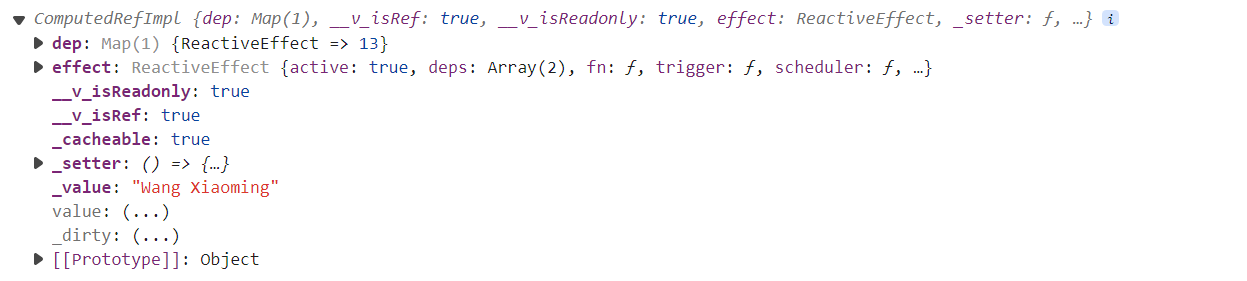 ComputedRefImpl {dep: Map(1), __v_isRef: true, __v_isReadonly: true, effect: ReactiveEffect, _setter: ƒ, …} i
dep: Map(1) {ReactiveEffect => 13}
effect: ReactiveEffect {active: true, deps: Array(2), fn: ƒ, trigger: ƒ, scheduler: ƒ, …}
__v_isReadonly: true
__v_isRef: true
_cacheable: true
_setter: () => {…}
_value: "Wang Xiaoming"
value: (...)
_dirty: (...)
[[Prototype]]: Object